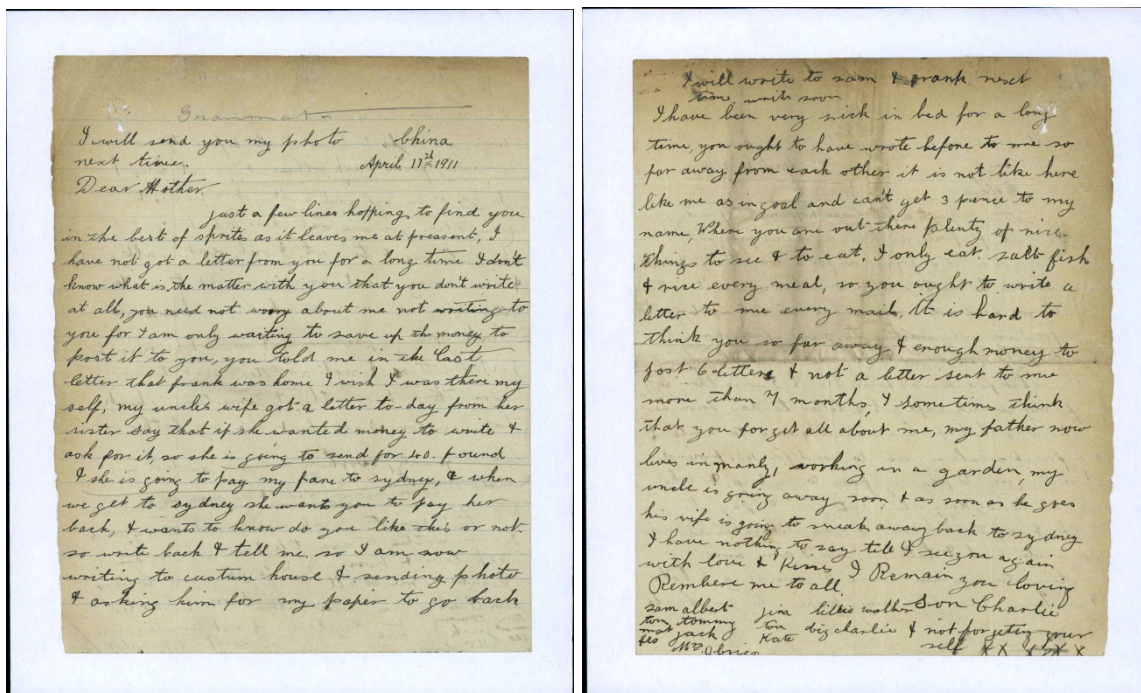 Grammat
I will send you my photo China
next time. April 11th 1911
Dear Mother.
just a few lines hopping to find you
in the best of sprites as it leaves me at preasent, I
have not got a letter from you for a long time I don't
know what is the matter with you that you don't write
at all, you need not worry about me not writing to
you for I am only waiting to save up the money to
post it to you, you told me in the last
letter that frank was home I wish I was there my
self, my uncles wife got a letter to-day from her
sister say that if she wanted money to write &
ask for it, so she is going to send for 40. pound
& she is going to pay my fare to sydney, & when
we get to sydney she wants you to pay her
back, & wants to know do you like this or not.
so write back & tell me, so I am now
writing to custum house & sending photo
& asking him for my paper to go back
I will write to sam & frank next
time, write soon
I have been very sick in bed for a long
time, you ought to have wrote before to me so
far away from each other it is not like here
like me as in goal and can't get 3 pence to my
name, Where you are out there plenty of nice
things to see & to eat, I only eat salt fish
& rice every meal, so you ought to write a
letter to me every mail, It is hard to
think you so far away & enough money to
post 6 letters & not a letter sent to me
more than 7 months, I sometimes think
that you forget all about me, my father now
lives in manly, working in a garden, my
uncle is going away soon & as soon as he goes
his wife is going to sneak away back to sydney
I have nothing to say till I see you again
with love & Kisses I Remain you loving
Rembere me to all, Son Charlie
sam albert jina lillie walker
tom tommy tom big charlie & not forgeting your
mat jack Kate self X X X X X
flo Mrs. Obrien